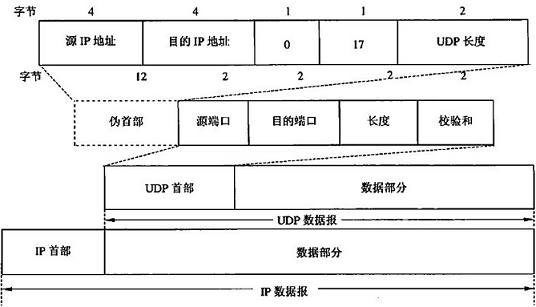 字节 4 4 1 1 2
源 IP 地址 目的 IP 地址 0 17 UDP 长度
字节 12 2 2 2 2
伪首部 源端口 目的端口 长度 校验和
UDP 首部 数据部分
UDP 数据报
IP 首部 数据部分
IP 数据报